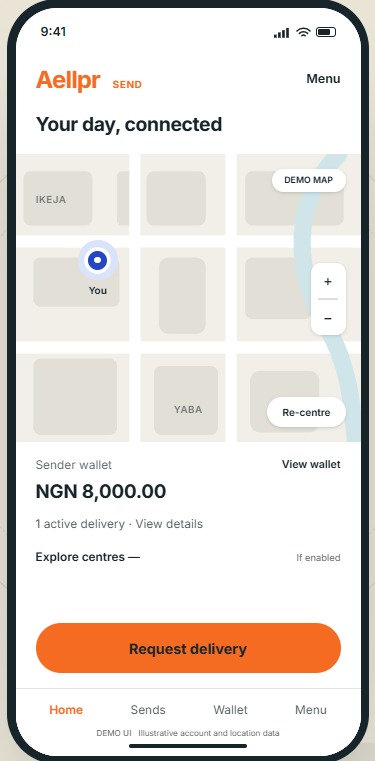 9:41
Aellpr SEND
Menu
Your day, connected
DEMO MAP
IKEJA
+
You
−
YABA
Re-centre
Sender wallet
View wallet
NGN 8,000.00
1 active delivery · View details
Explore centres —
If enabled
Request delivery
Home
Sends
Wallet
Menu
DEMO UI Illustrative account and location data